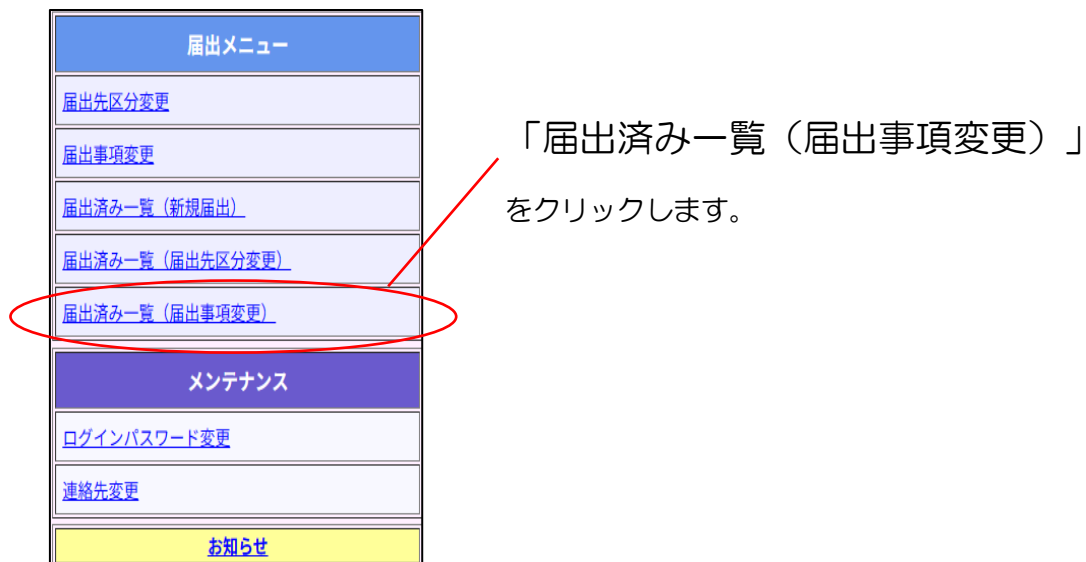 届出メニュー
届出先区分変更
届出事項変更
届出済み一覧（新規届出）
届出済み一覧（届出先区分変更）
届出済み一覧（届出事項変更）
メンテナンス
ログインパスワード変更
連絡先変更
お知らせ
「届出済み一覧（届出事項変更）」
をクリックします。